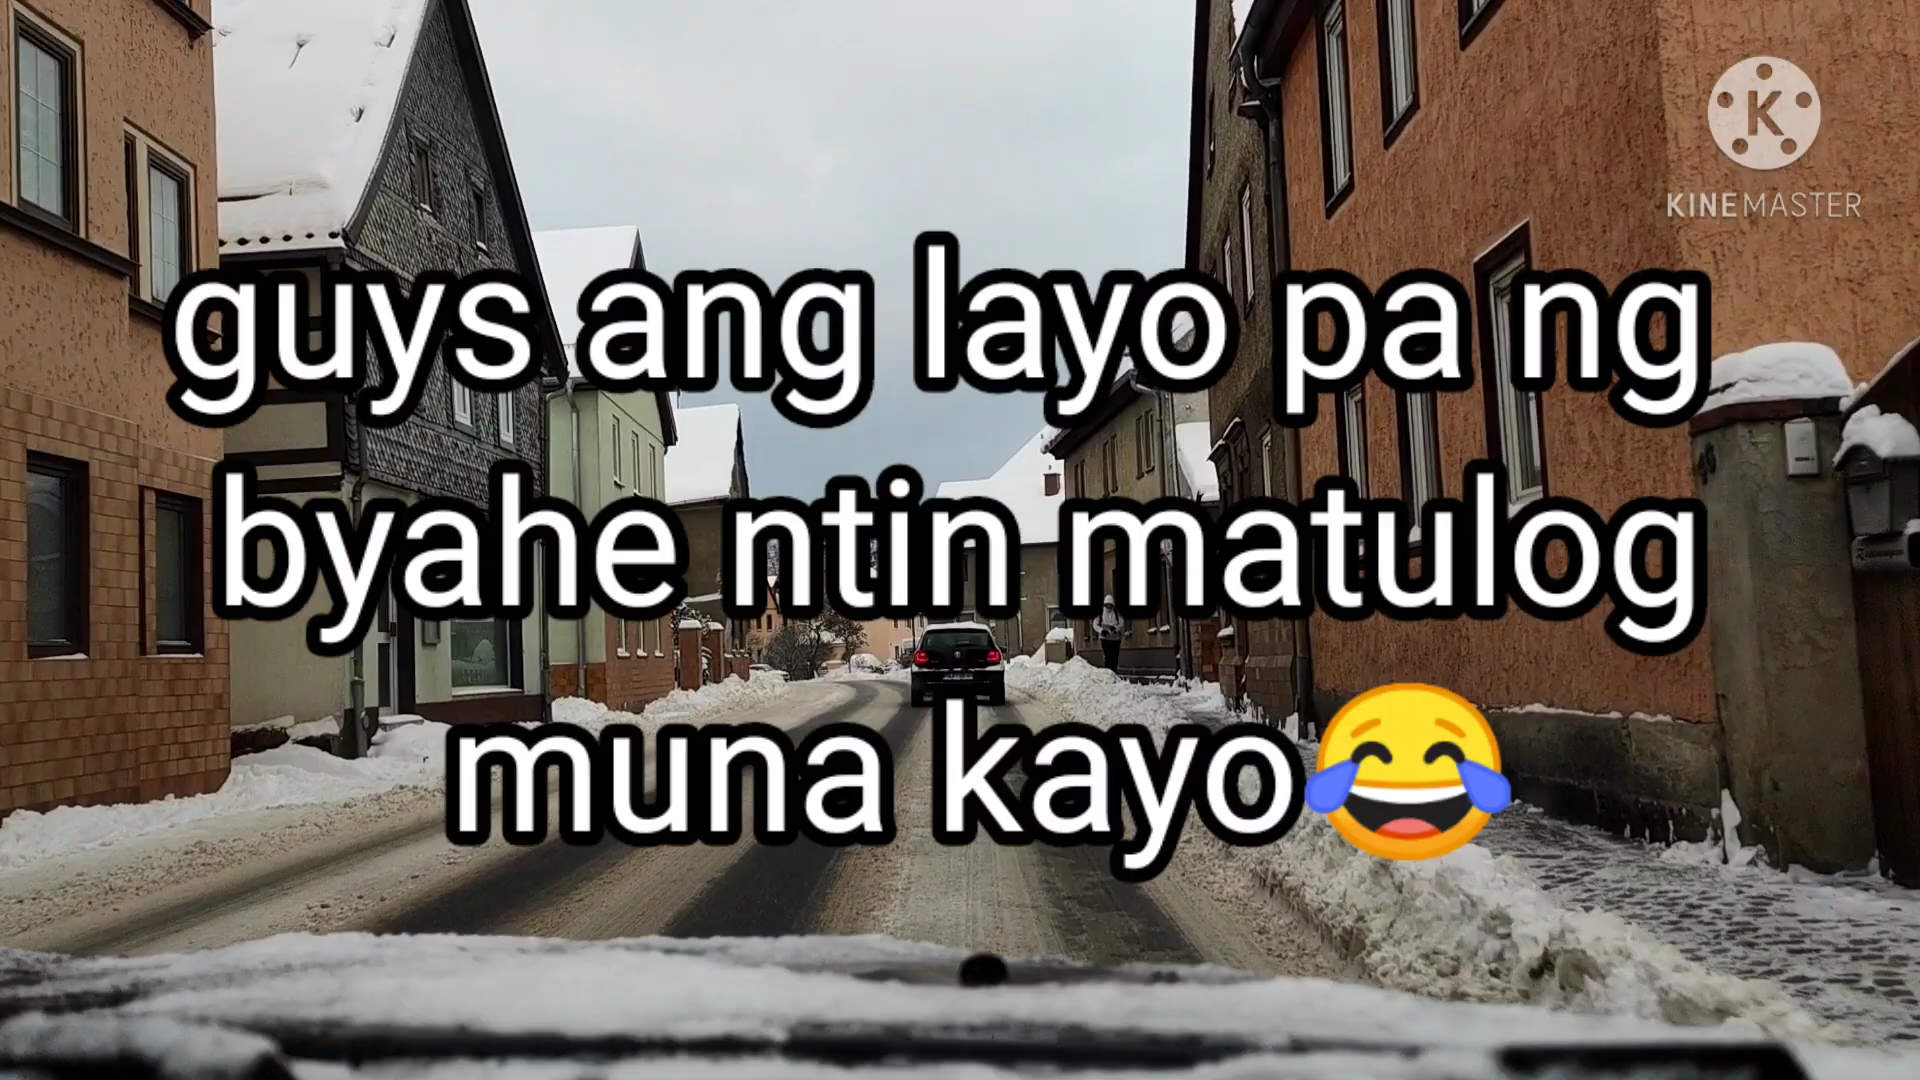 KINEMASTER
guys ang layo pa ng
byahe ntin matulog
muna kayo😂